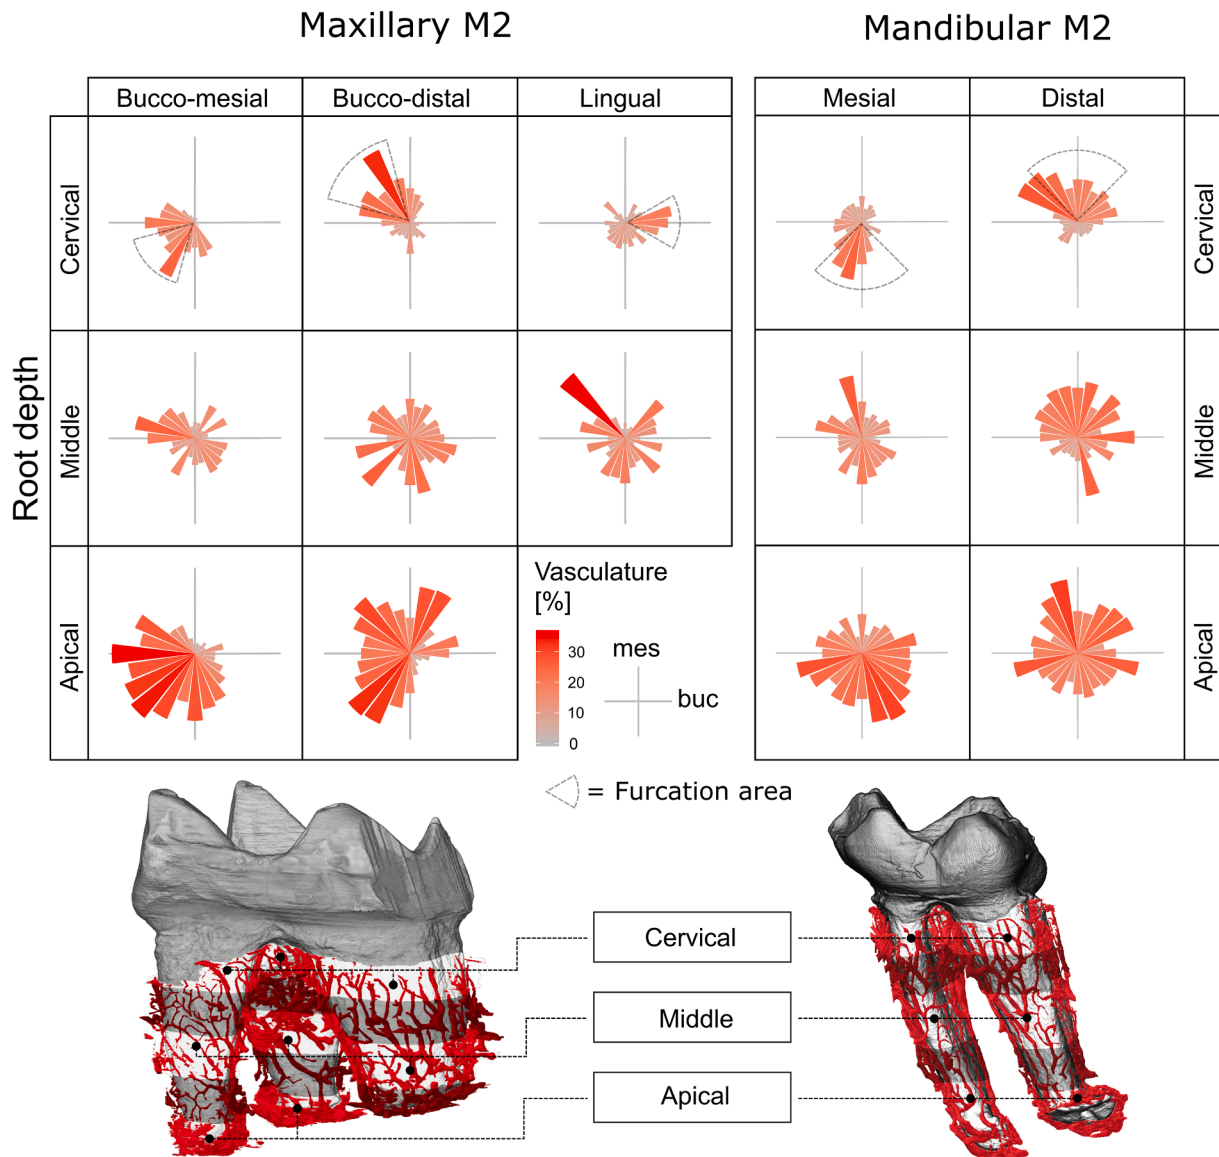 Maxillary M2
Mandibular M2
Bucco-mesial
Bucco-distal
Lingual
Mesial
Distal
Root depth
Cervical
Cervical
Middle
Middle
Apical
Apical
Vasculature
[%]
30
20
10
0
mes
buc
= Furcation area
Cervical
Middle
Apical